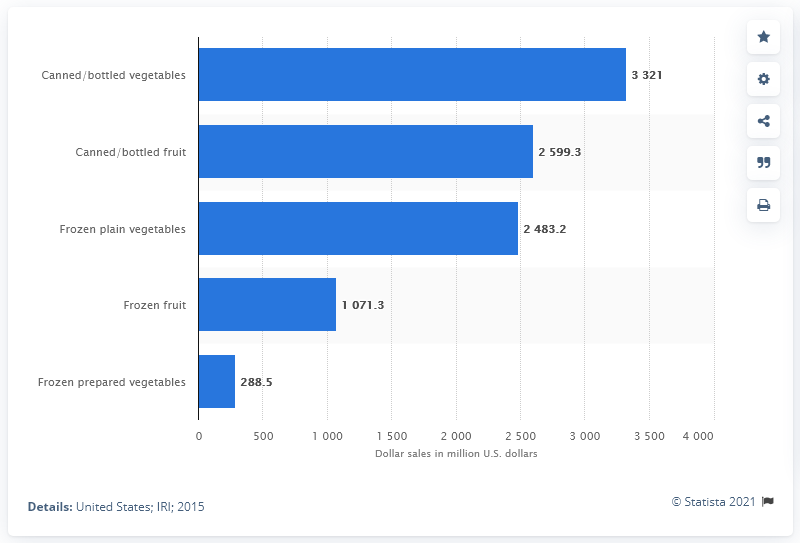 Canned/bottled vegetables 3 321
Canned/bottled fruit 2 599.3
Frozen plain vegetables 2 483.2
Frozen fruit 1 071.3
Frozen prepared vegetables 288.5
0 500 1 000 1 500 2 000 2 500 3 000 3 500 4 000
Dollar sales in million U.S. dollars
Details: United States; IRI; 2015
© Statista 2021